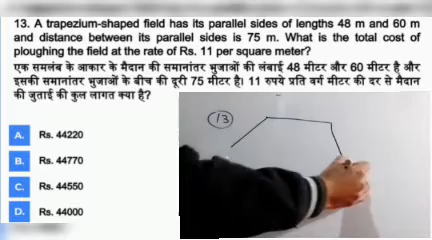 13. A trapezium-shaped field has its parallel sides of lengths 48 m and 60 m
and distance between its parallel sides is 75 m. What is the total cost of
ploughing the field at the rate of Rs. 11 per square meter?
एक समलंब के आकार के मैदान की समानांतर भुजाओं की लंबाई 48 मीटर और 60 मीटर है और
इसकी समानांतर भुजाओं के बीच की दूरी 75 मीटर है। 11 रुपये प्रति वर्ग मीटर की दर से मैदान
की जुताई की कुल लागत क्या है?
13
A. Rs. 44220
B. Rs. 44770
C. Rs. 44550
D. Rs. 44000